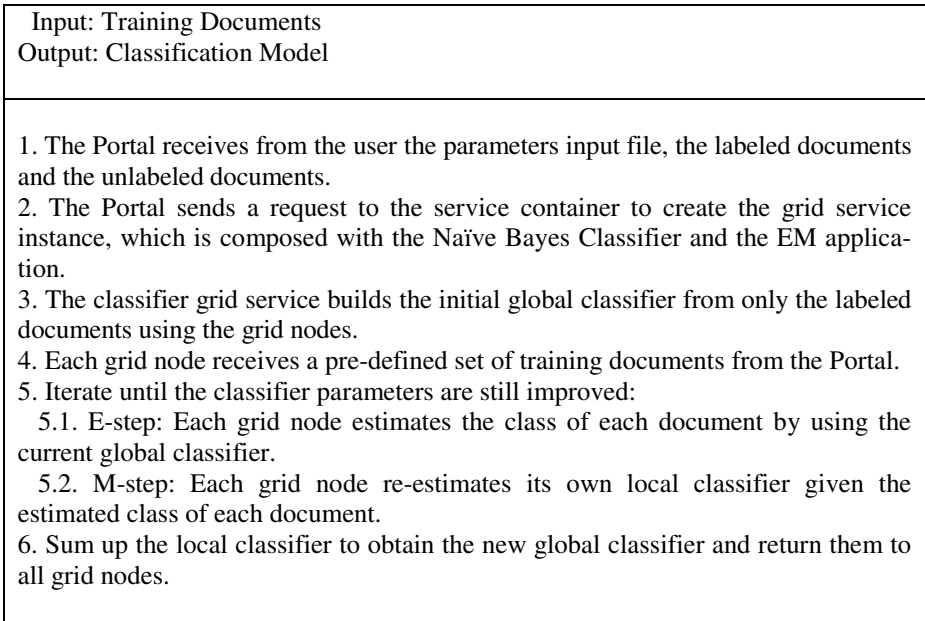 Input: Training Documents
Output: Classification Model
1. The Portal receives from the user the parameters input file, the labeled documents
and the unlabeled documents.
2. The Portal sends a request to the service container to create the grid service
instance, which is composed with the Naïve Bayes Classifier and the EM applica-
tion.
3. The classifier grid service builds the initial global classifier from only the labeled
documents using the grid nodes.
4. Each grid node receives a pre-defined set of training documents from the Portal.
5. Iterate until the classifier parameters are still improved:
5.1. E-step: Each grid node estimates the class of each document by using the
current global classifier.
5.2. M-step: Each grid node re-estimates its own local classifier given the
estimated class of each document.
6. Sum up the local classifier to obtain the new global classifier and return them to
all grid nodes.